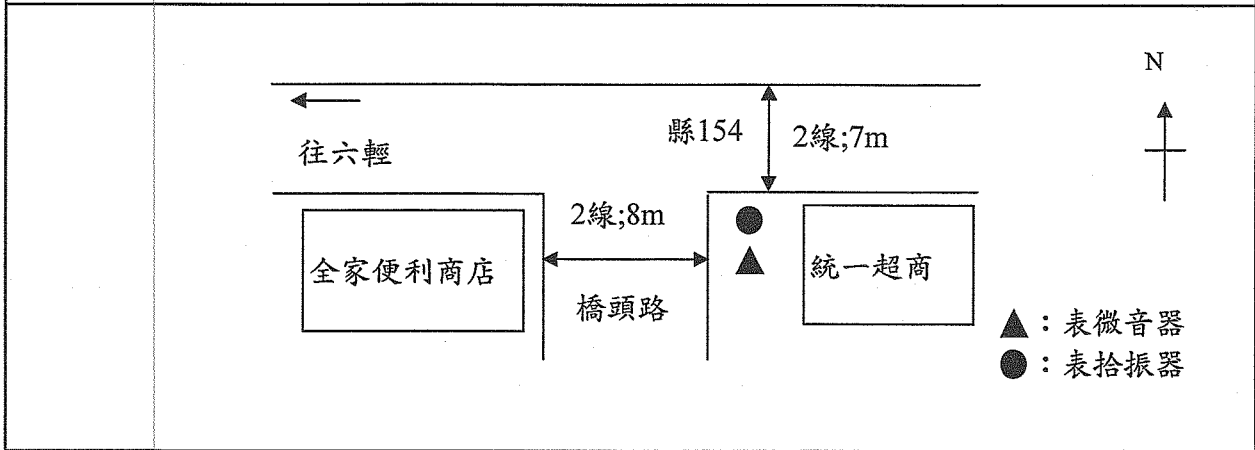 N
縣154
2線;7m
往六輕
2線;8m
全家便利商店
統一超商
橋頭路
▲：表微音器
●：表拾振器